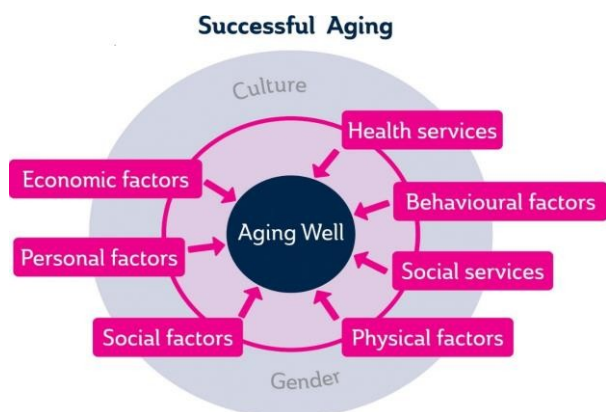 Successful Aging
Culture
Health services
Economic factors
Behavioural factors
Aging Well
Personal factors
Social services
Social factors
Physical factors
Gender